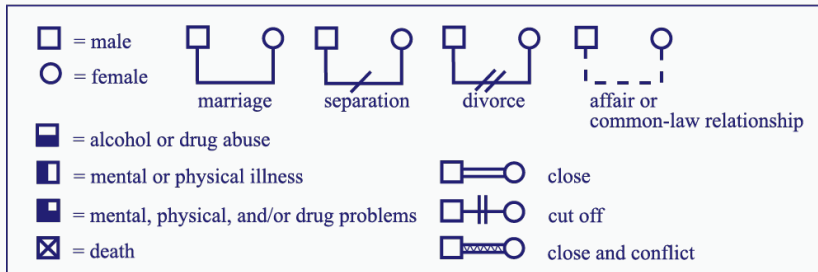 = male
= female
marriage
separation
divorce
affair or
common-law relationship
= alcohol or drug abuse
= mental or physical illness
close
= mental, physical, and/or drug problems
cut off
= death
close and conflict